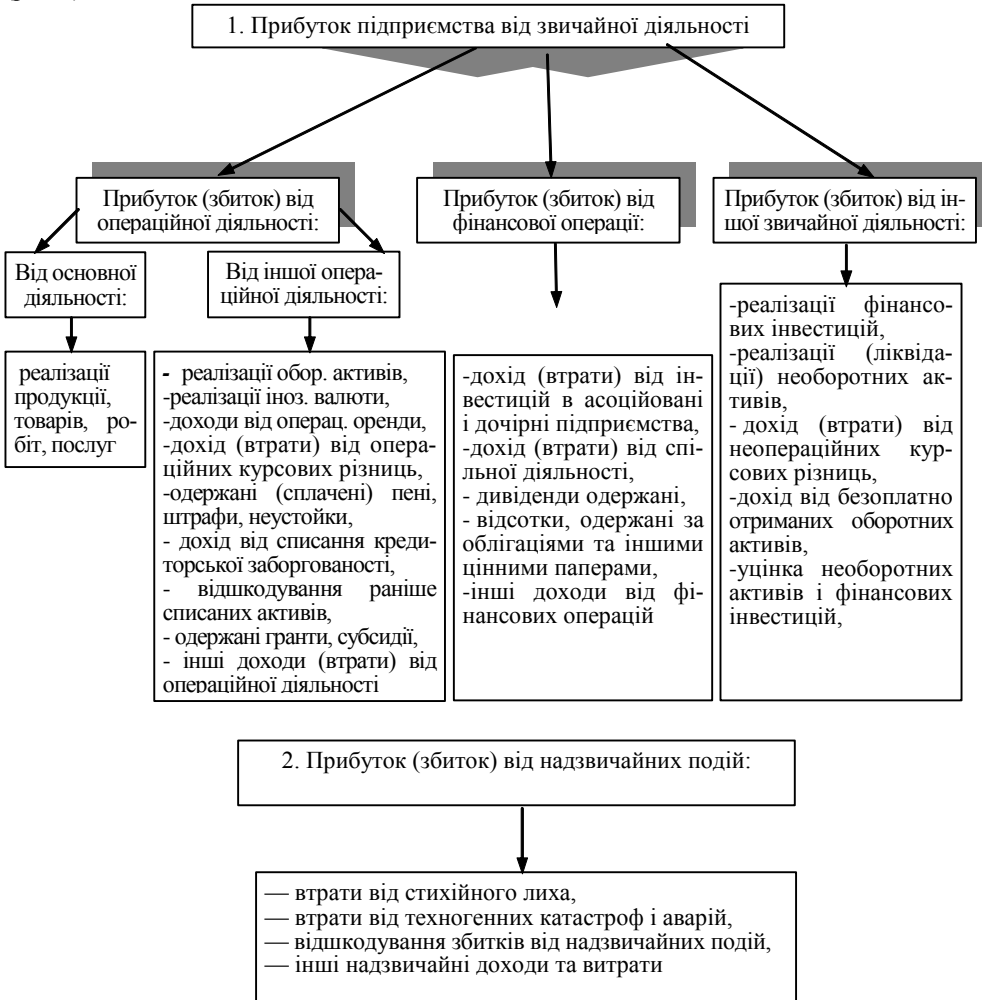 1. Прибуток підприємства від звичайної діяльності
Прибуток (збиток) від
операційної діяльності:
Прибуток (збиток) від
фінансової операції:
Прибуток (збиток) від ін-
шої звичайної діяльності:
Від основної
діяльності:
Від іншої опера-
ційної діяльності:
реалізації
продукції,
товарів, ро-
біт, послуг
- реалізації обор. активів,
-реалізації іноз. валюти,
-доходи від операц. оренди,
-дохід (втрати) від опера-
ційних курсових різниць,
-одержані (сплачені) пені,
штрафи, неустойки,
- дохід від списання креди-
торської заборгованості,
- відшкодування раніше
списаних активів,
- одержані гранти, субсидії,
- інші доходи (втрати) від
операційної діяльності
-дохід (втрати) від ін-
вестицій в асоційовані
і дочірні підприємства,
-дохід (втрати) від спі-
льної діяльності,
- дивіденди одержані,
- відсотки, одержані за
облігаціями та іншими
цінними паперами,
-інші доходи від фі-
нансових операцій
-реалізації фінансо-
вих інвестицій,
-реалізації (ліквіда-
ції) необоротних ак-
тивів,
- дохід (втрати) від
неопераційних кур-
сових різниць,
-дохід від безоплатно
отриманих оборотних
активів,
-уцінка необоротних
активів і фінансових
інвестицій,
2. Прибуток (збиток) від надзвичайних подій:
— втрати від стихійного лиха,
— втрати від техногенних катастроф і аварій,
— відшкодування збитків від надзвичайних подій,
— інші надзвичайні доходи та витрати